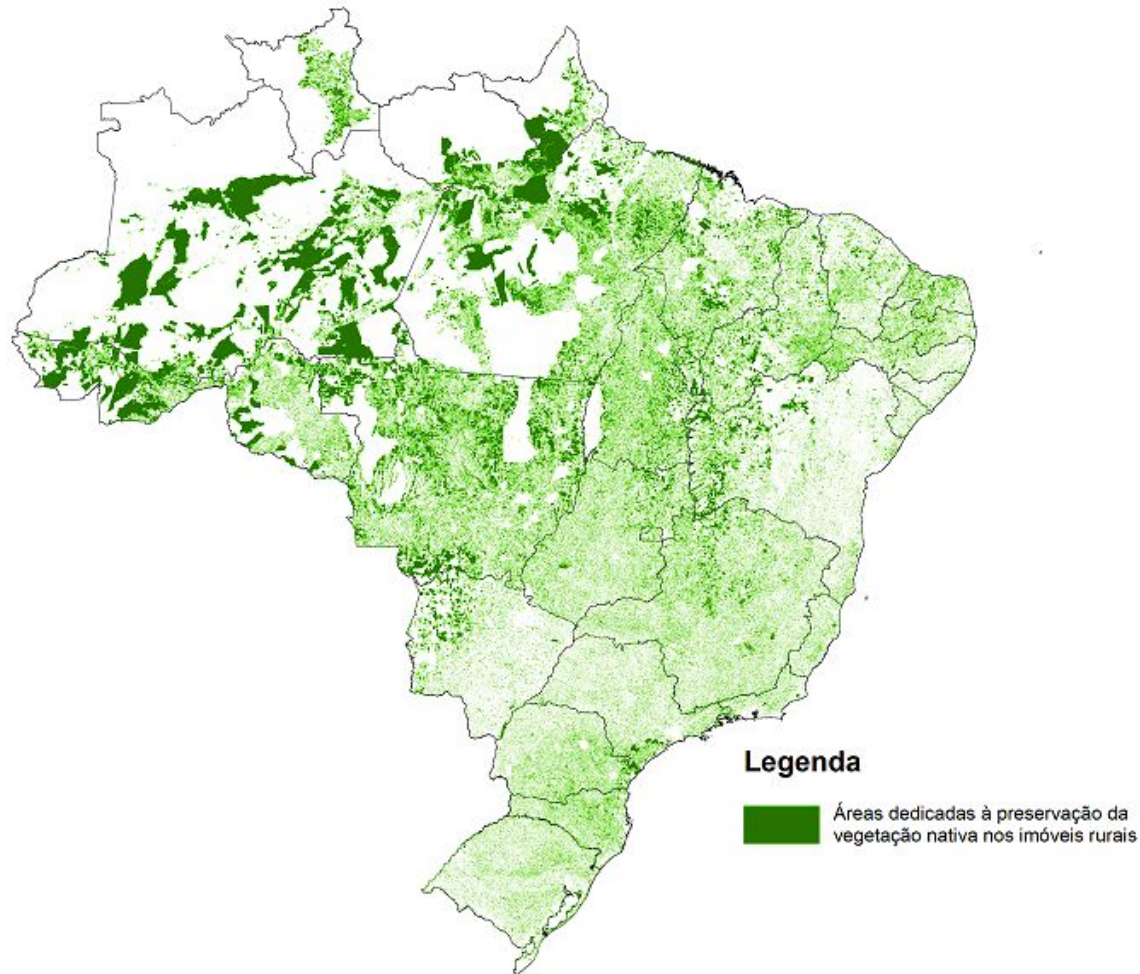 Legenda
Áreas dedicadas à preservação da
vegetação nativa nos imóveis rurais